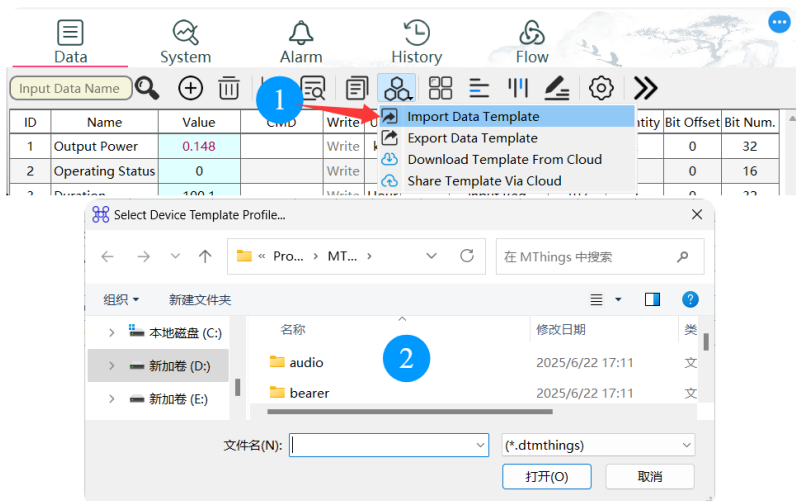 Data System Alarm History Flow
Input Data Name
1
Import Data Template
Export Data Template
Download Template From Cloud
Share Template Via Cloud
ID Name Value CMD Write ntity Bit Offset Bit Num.
1 Output Power 0.148 Write 0 32
2 Operating Status 0 Write 0 16
Select Device Template Profile...
« Pro... › MT... › 在 MThings 中搜索
组织 新建文件夹
本地磁盘 (C:)
新加卷 (D:)
新加卷 (E:)
名称 修改日期 类
audio 2025/6/22 17:11 文
bearer 2025/6/22 17:11 文
2
文件名(N): (*.dtmthings)
打开(O) 取消